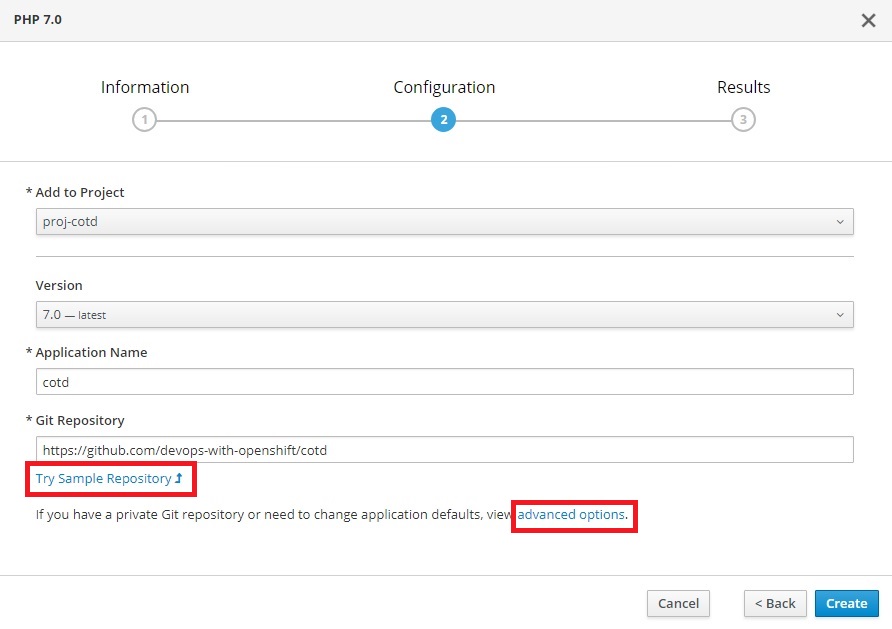 PHP 7.0
Information Configuration Results
1 2 3
* Add to Project
proj-cotd
Version
7.0 — latest
* Application Name
cotd
* Git Repository
https://github.com/devops-with-openshift/cotd
Try Sample Repository
If you have a private Git repository or need to change application defaults, view advanced options.
Cancel < Back Create